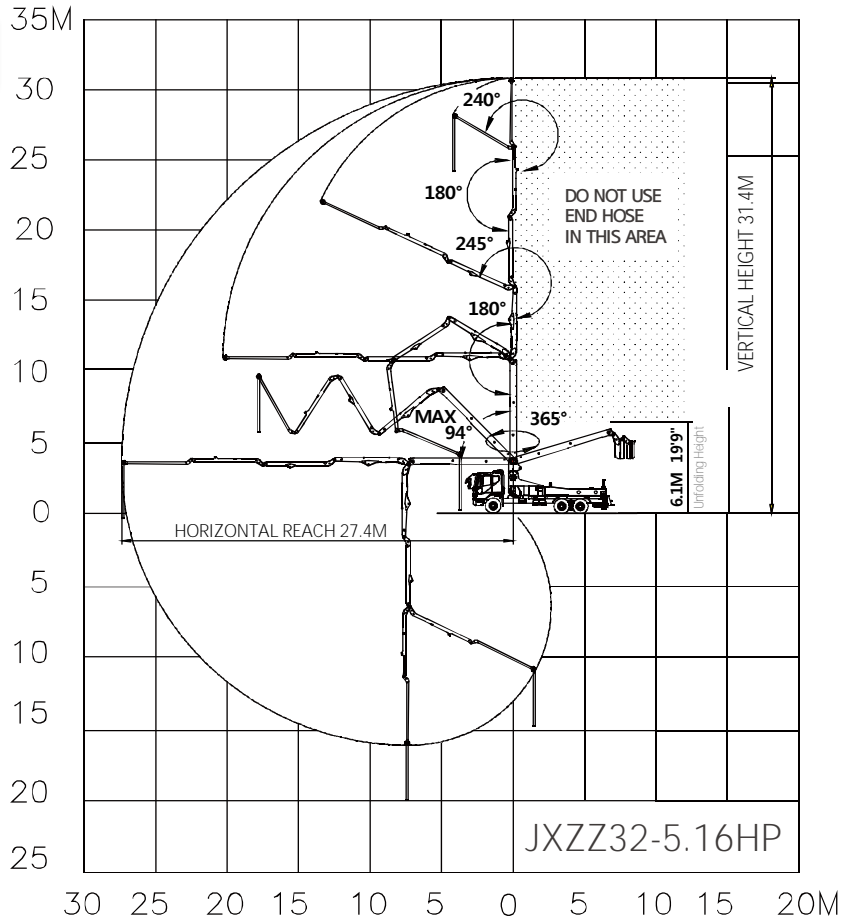 35M
30
25
20
15
10
5
0
5
10
15
20
25
240°
180°
245°
180°
MAX
94°
365°
DO NOT USE
END HOSE
IN THIS AREA
VERTICAL HEIGHT 31.4M
6.1M 19'9"
Unfolding Height
HORIZONTAL REACH 27.4M
JXZZ32-5.16HP
30 25 20 15 10 5 0 5 10 15 20M